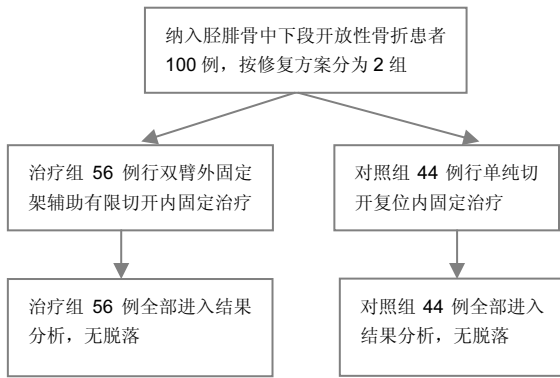 纳入胫腓骨中下段开放性骨折患者
100 例，按修复方案分为 2 组
治疗组 56 例行双臂外固定
架辅助有限切开内固定治疗
对照组 44 例行单纯切
开复位内固定治疗
治疗组 56 例全部进入结果
分析，无脱落
对照组 44 例全部进入
结果分析，无脱落